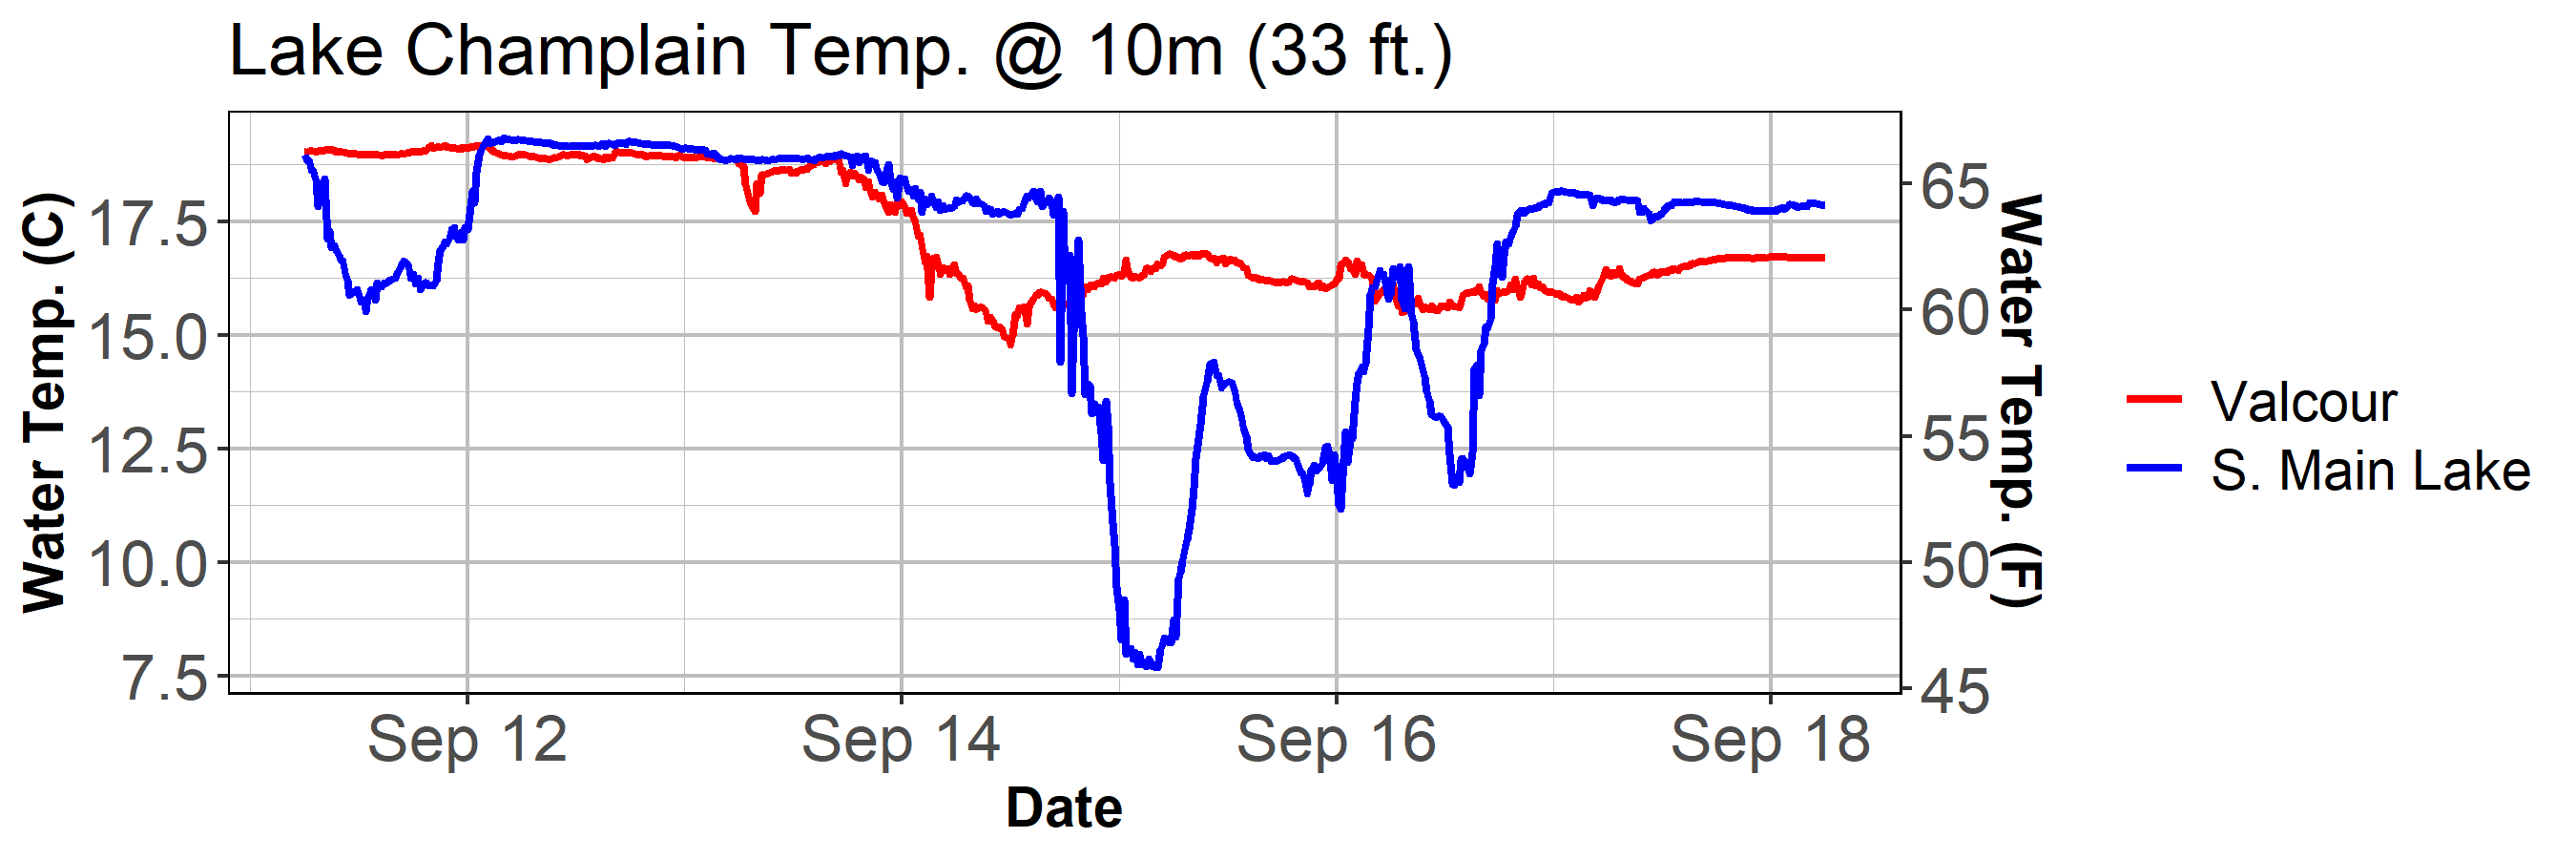 Lake Champlain Temp. @ 10m (33 ft.)
Water Temp. (C)
17.5
15.0
12.5
10.0
7.5
65
60
55
50
45
Water Temp. (F)
Sep 12
Sep 14
Sep 16
Sep 18
Date
Valcour
S. Main Lake